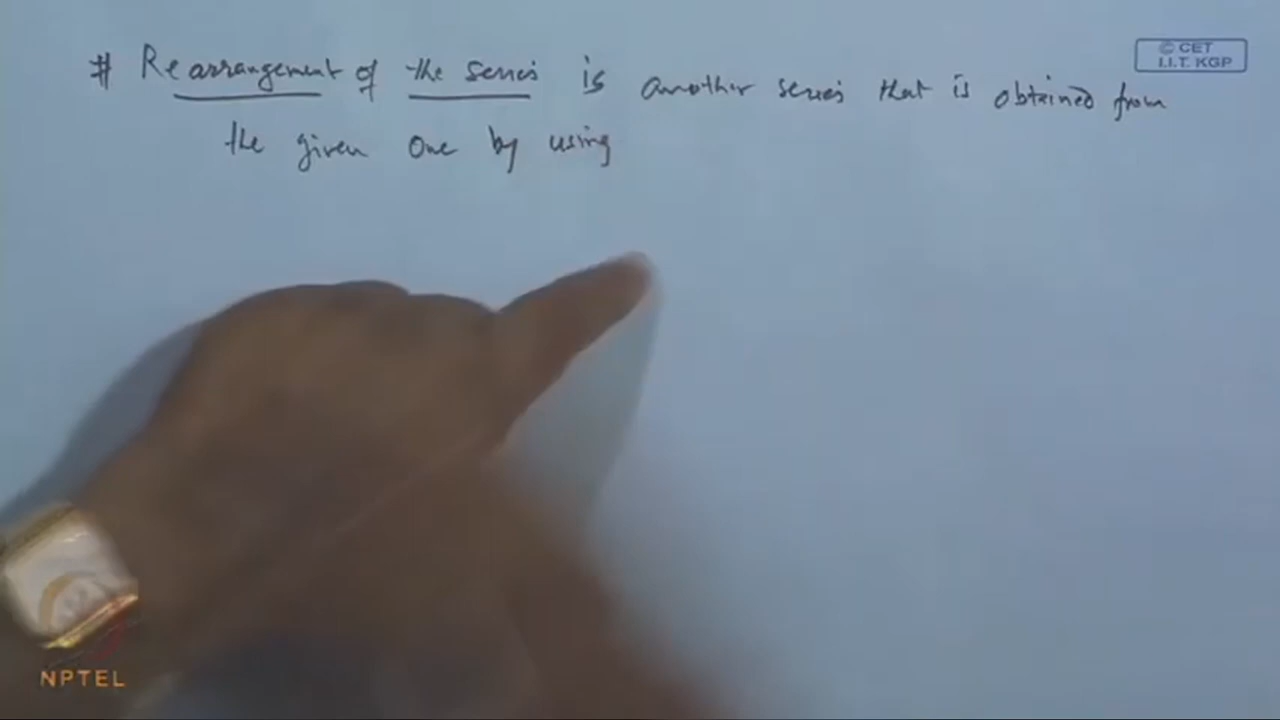 # Rearrangement of the series is another series that is obtained from
the given one by using
© CET
I.I.T. KGP
NPTEL